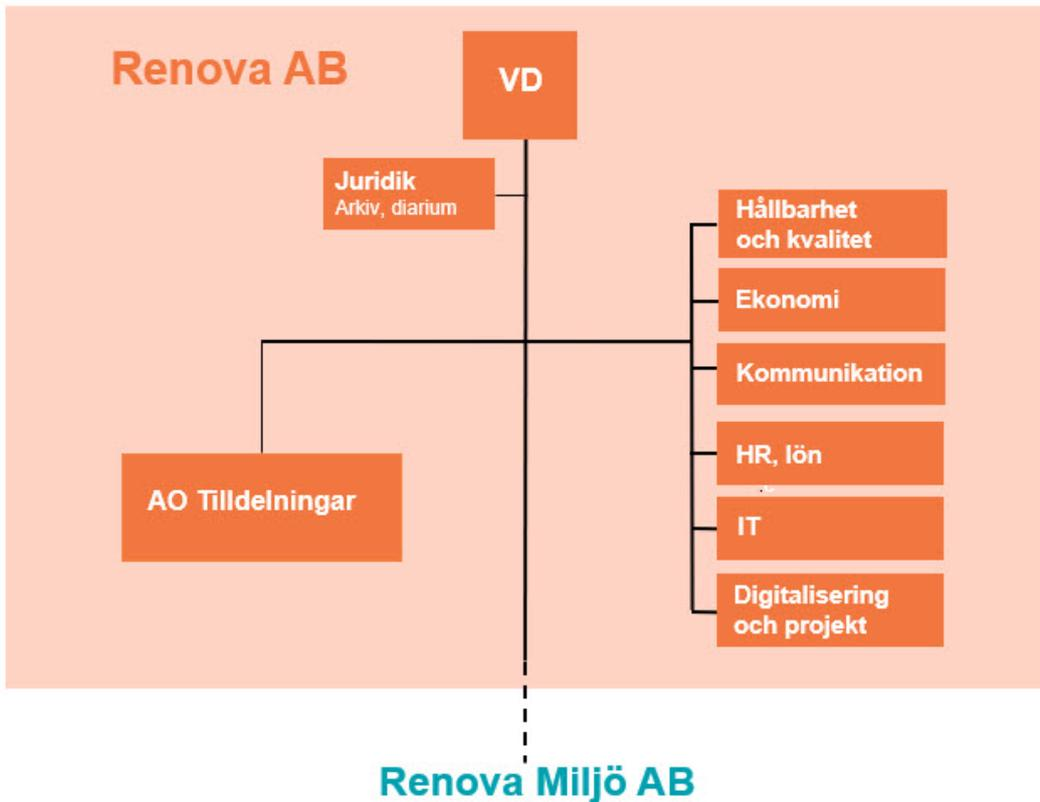 Renova AB
VD
Juridik
Arkiv, diarium
Hållbarhet
och kvalitet
Ekonomi
Kommunikation
HR, lön
IT
Digitalisering
och projekt
AO Tilldelningar
Renova Miljö AB